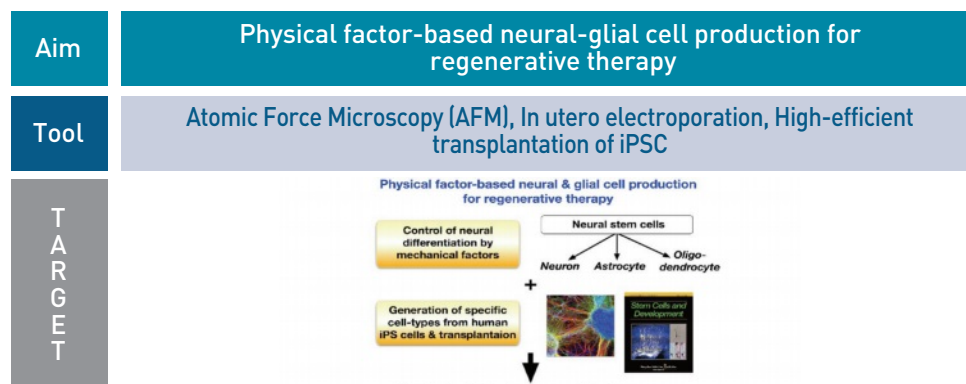 Aim
Physical factor-based neural-glial cell production for
regenerative therapy
Tool
Atomic Force Microscopy (AFM), In utero electroporation, High-efficient
transplantation of iPSC
TARGET
Physical factor-based neural & glial cell production
for regenerative therapy
Control of neural
differentiation by
mechanical factors
Neural stem cells
Neuron Astrocyte Oligo-
dendrocyte
+
Generation of specific
cell-types from human
iPS cells & transplantaion
Stem Cells and
Development